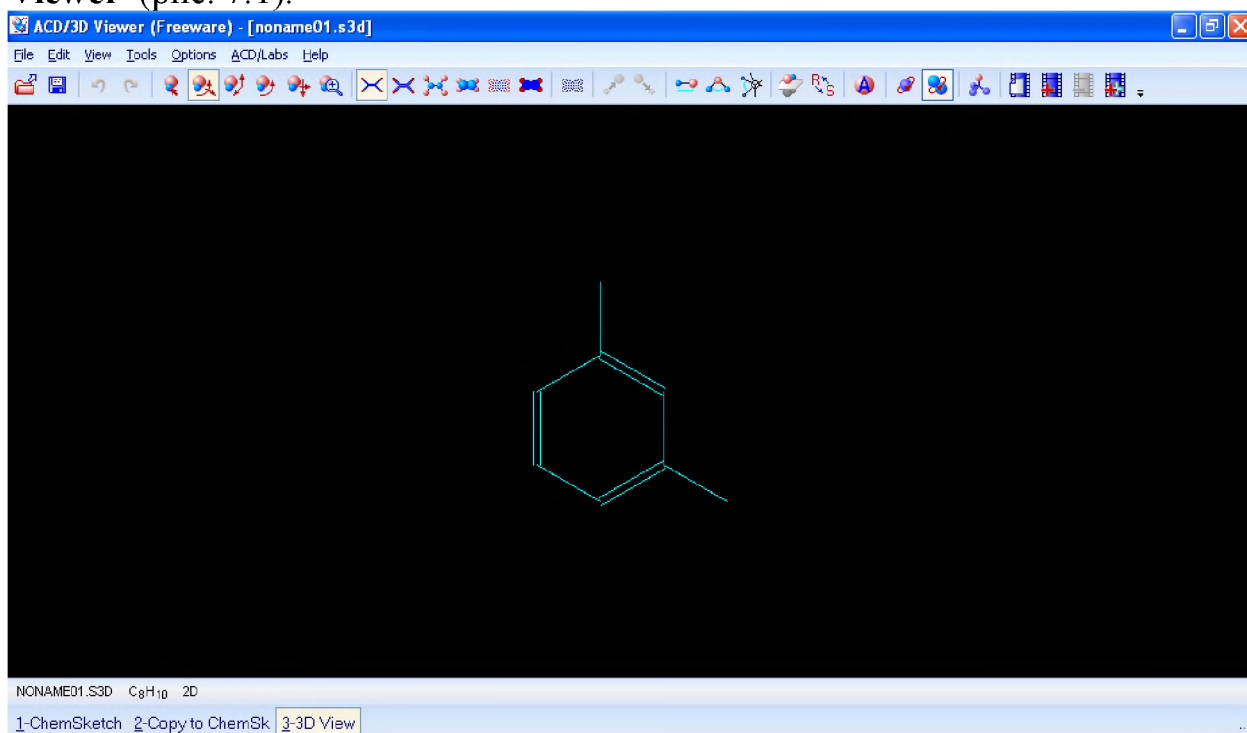 Viewer" (рис. 7.1).
ACD/3D Viewer (Freeware) - [noname01.s3d]
File Edit View Tools Options ACD/Labs Help
NONAME01.S3D C₈H₁₀ 2D
1-ChemSketch 2-Copy to ChemSk 3-3D View